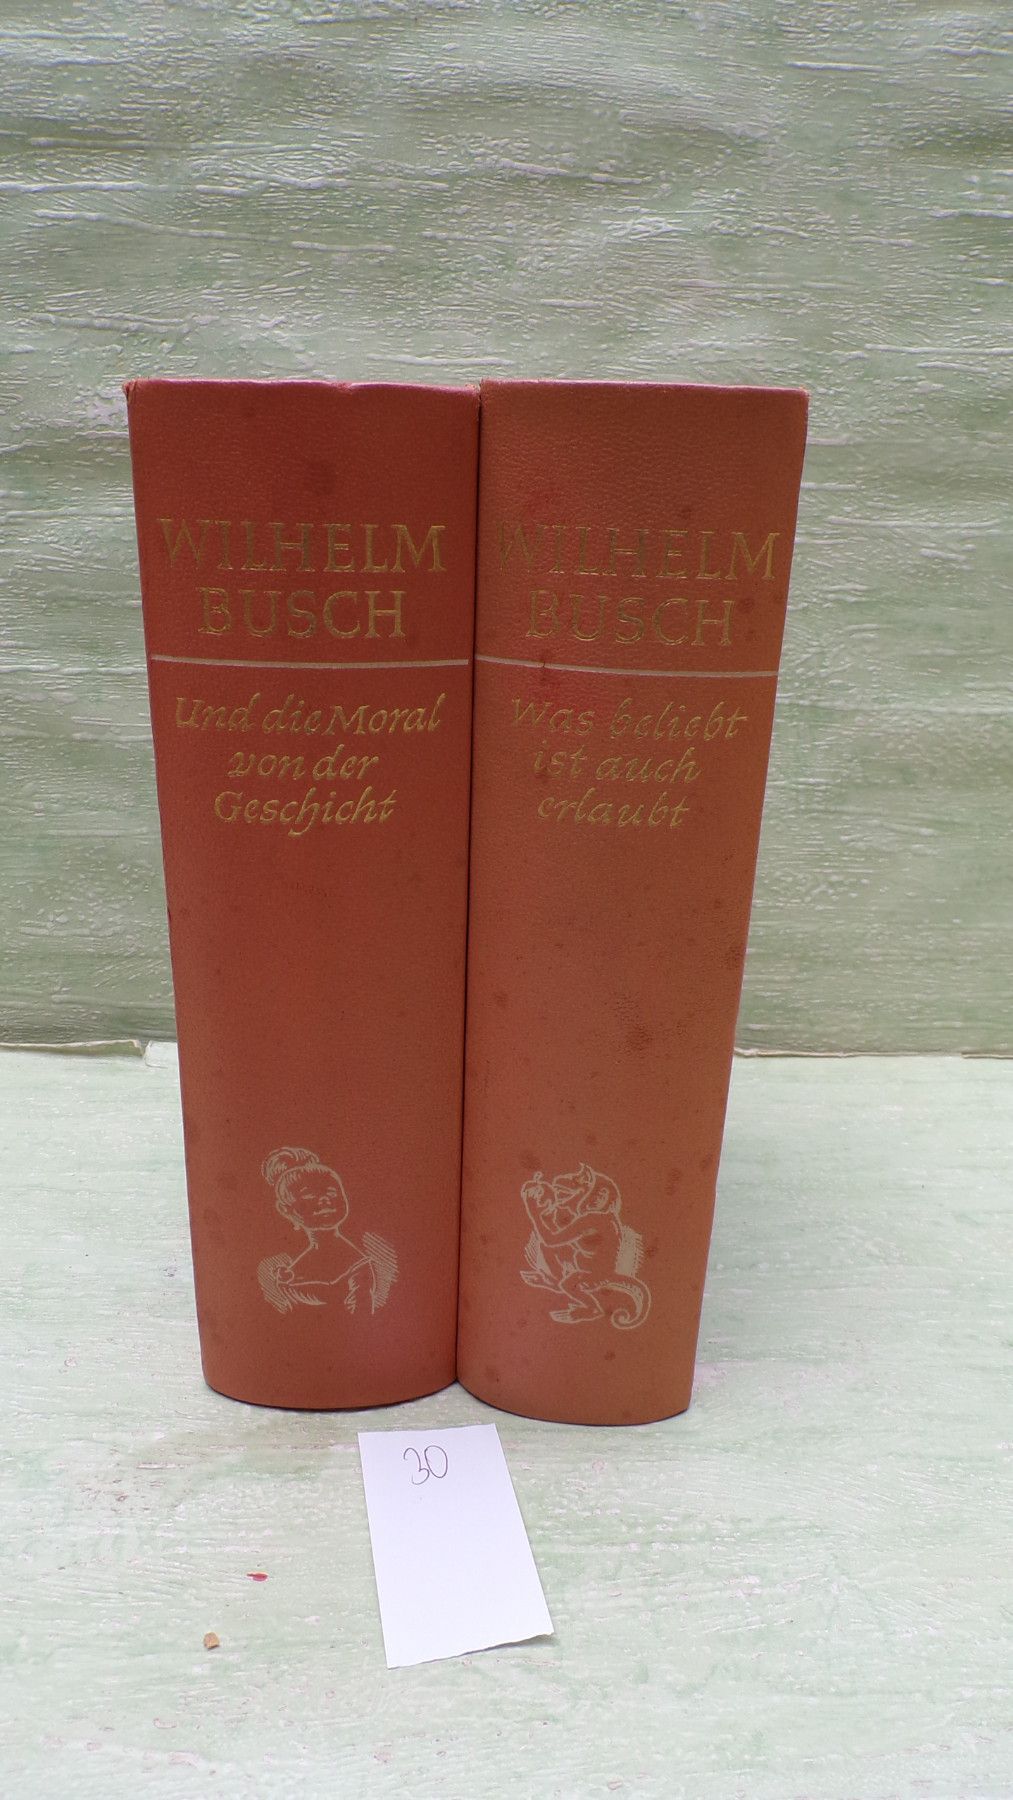 WILHELM
BUSCH
Und die Moral
von der
Geschicht
WILHELM
BUSCH
Was beliebt
ist auch
erlaubt
30